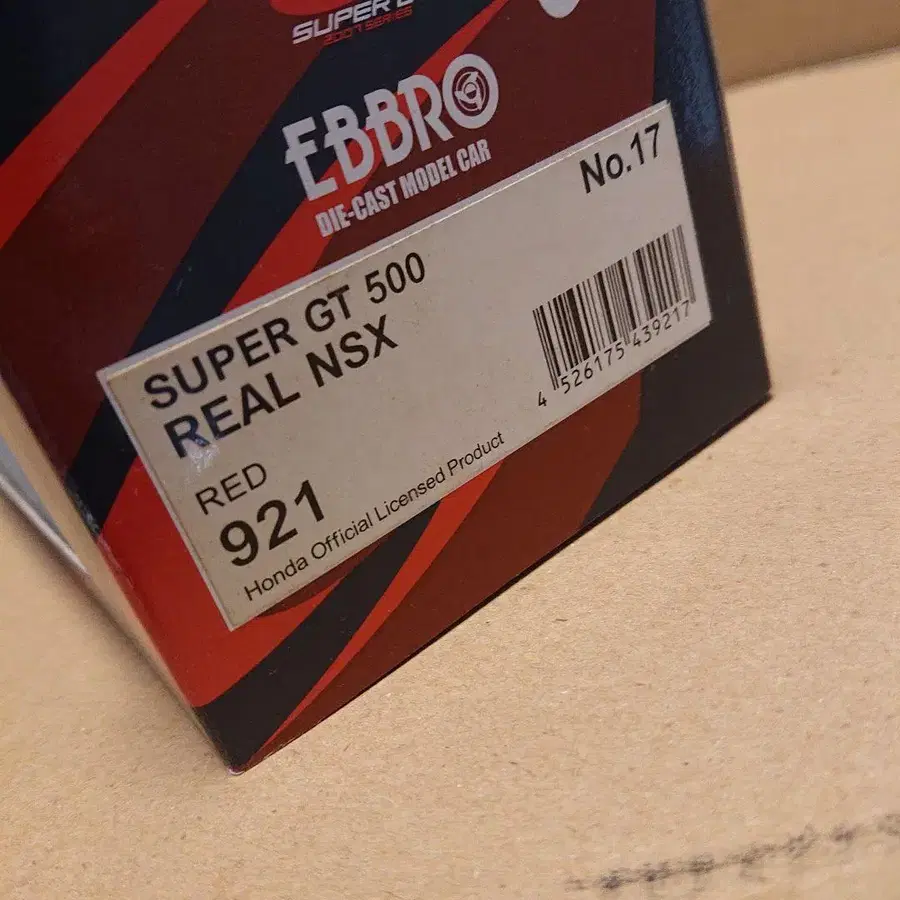 SUPER
2007 SERIES
EBBRO
DIE-CAST MODEL CAR
No.17
SUPER GT 500
REAL NSX
RED
921
4 526175 439217
Honda Official Licensed Product